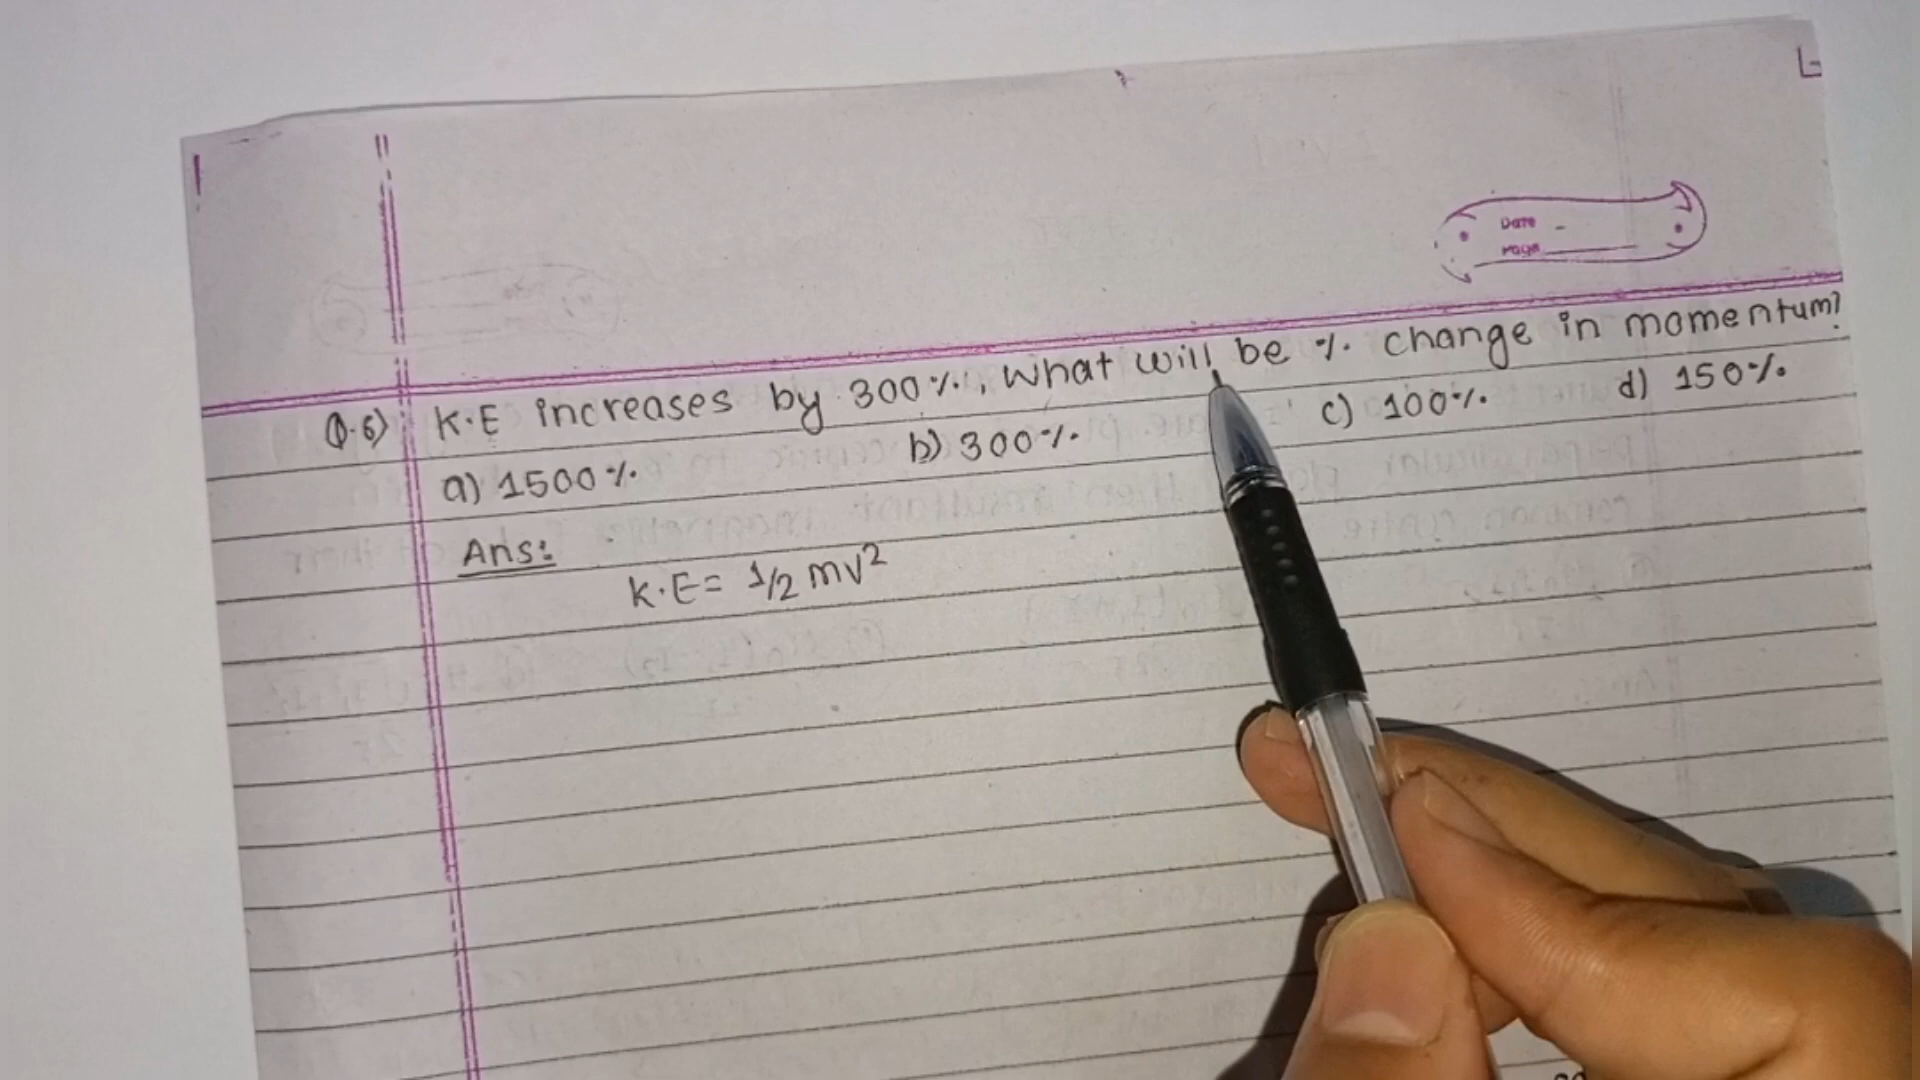 Date -
Page
Q.6) K.E increases by 300%, What will be % change in momentum?
a) 1500% b) 300% c) 100% d) 150%
Ans:
K.E = 1/2 mv²